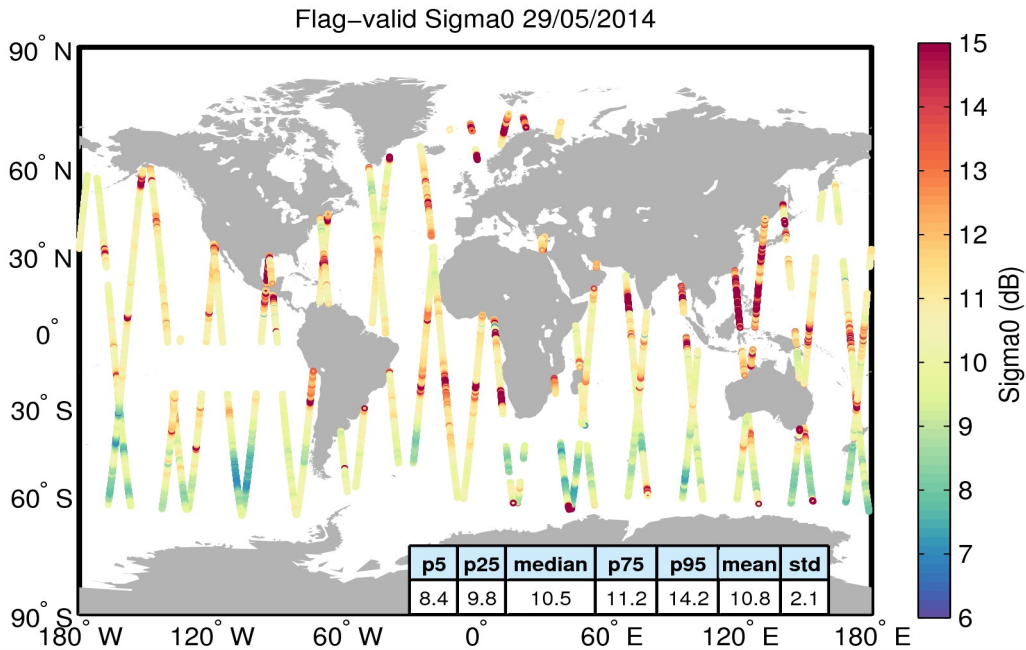 Flag−valid Sigma0 29/05/2014
90° N
60° N
30° N
0°
30° S
60° S
90° S
180° W
120° W
60° W
0°
60° E
120° E
180° E
p5 p25 median p75 p95 mean std
8.4 9.8 10.5 11.2 14.2 10.8 2.1
15
14
13
12
11
10
9
8
7
6
Sigma0 (dB)